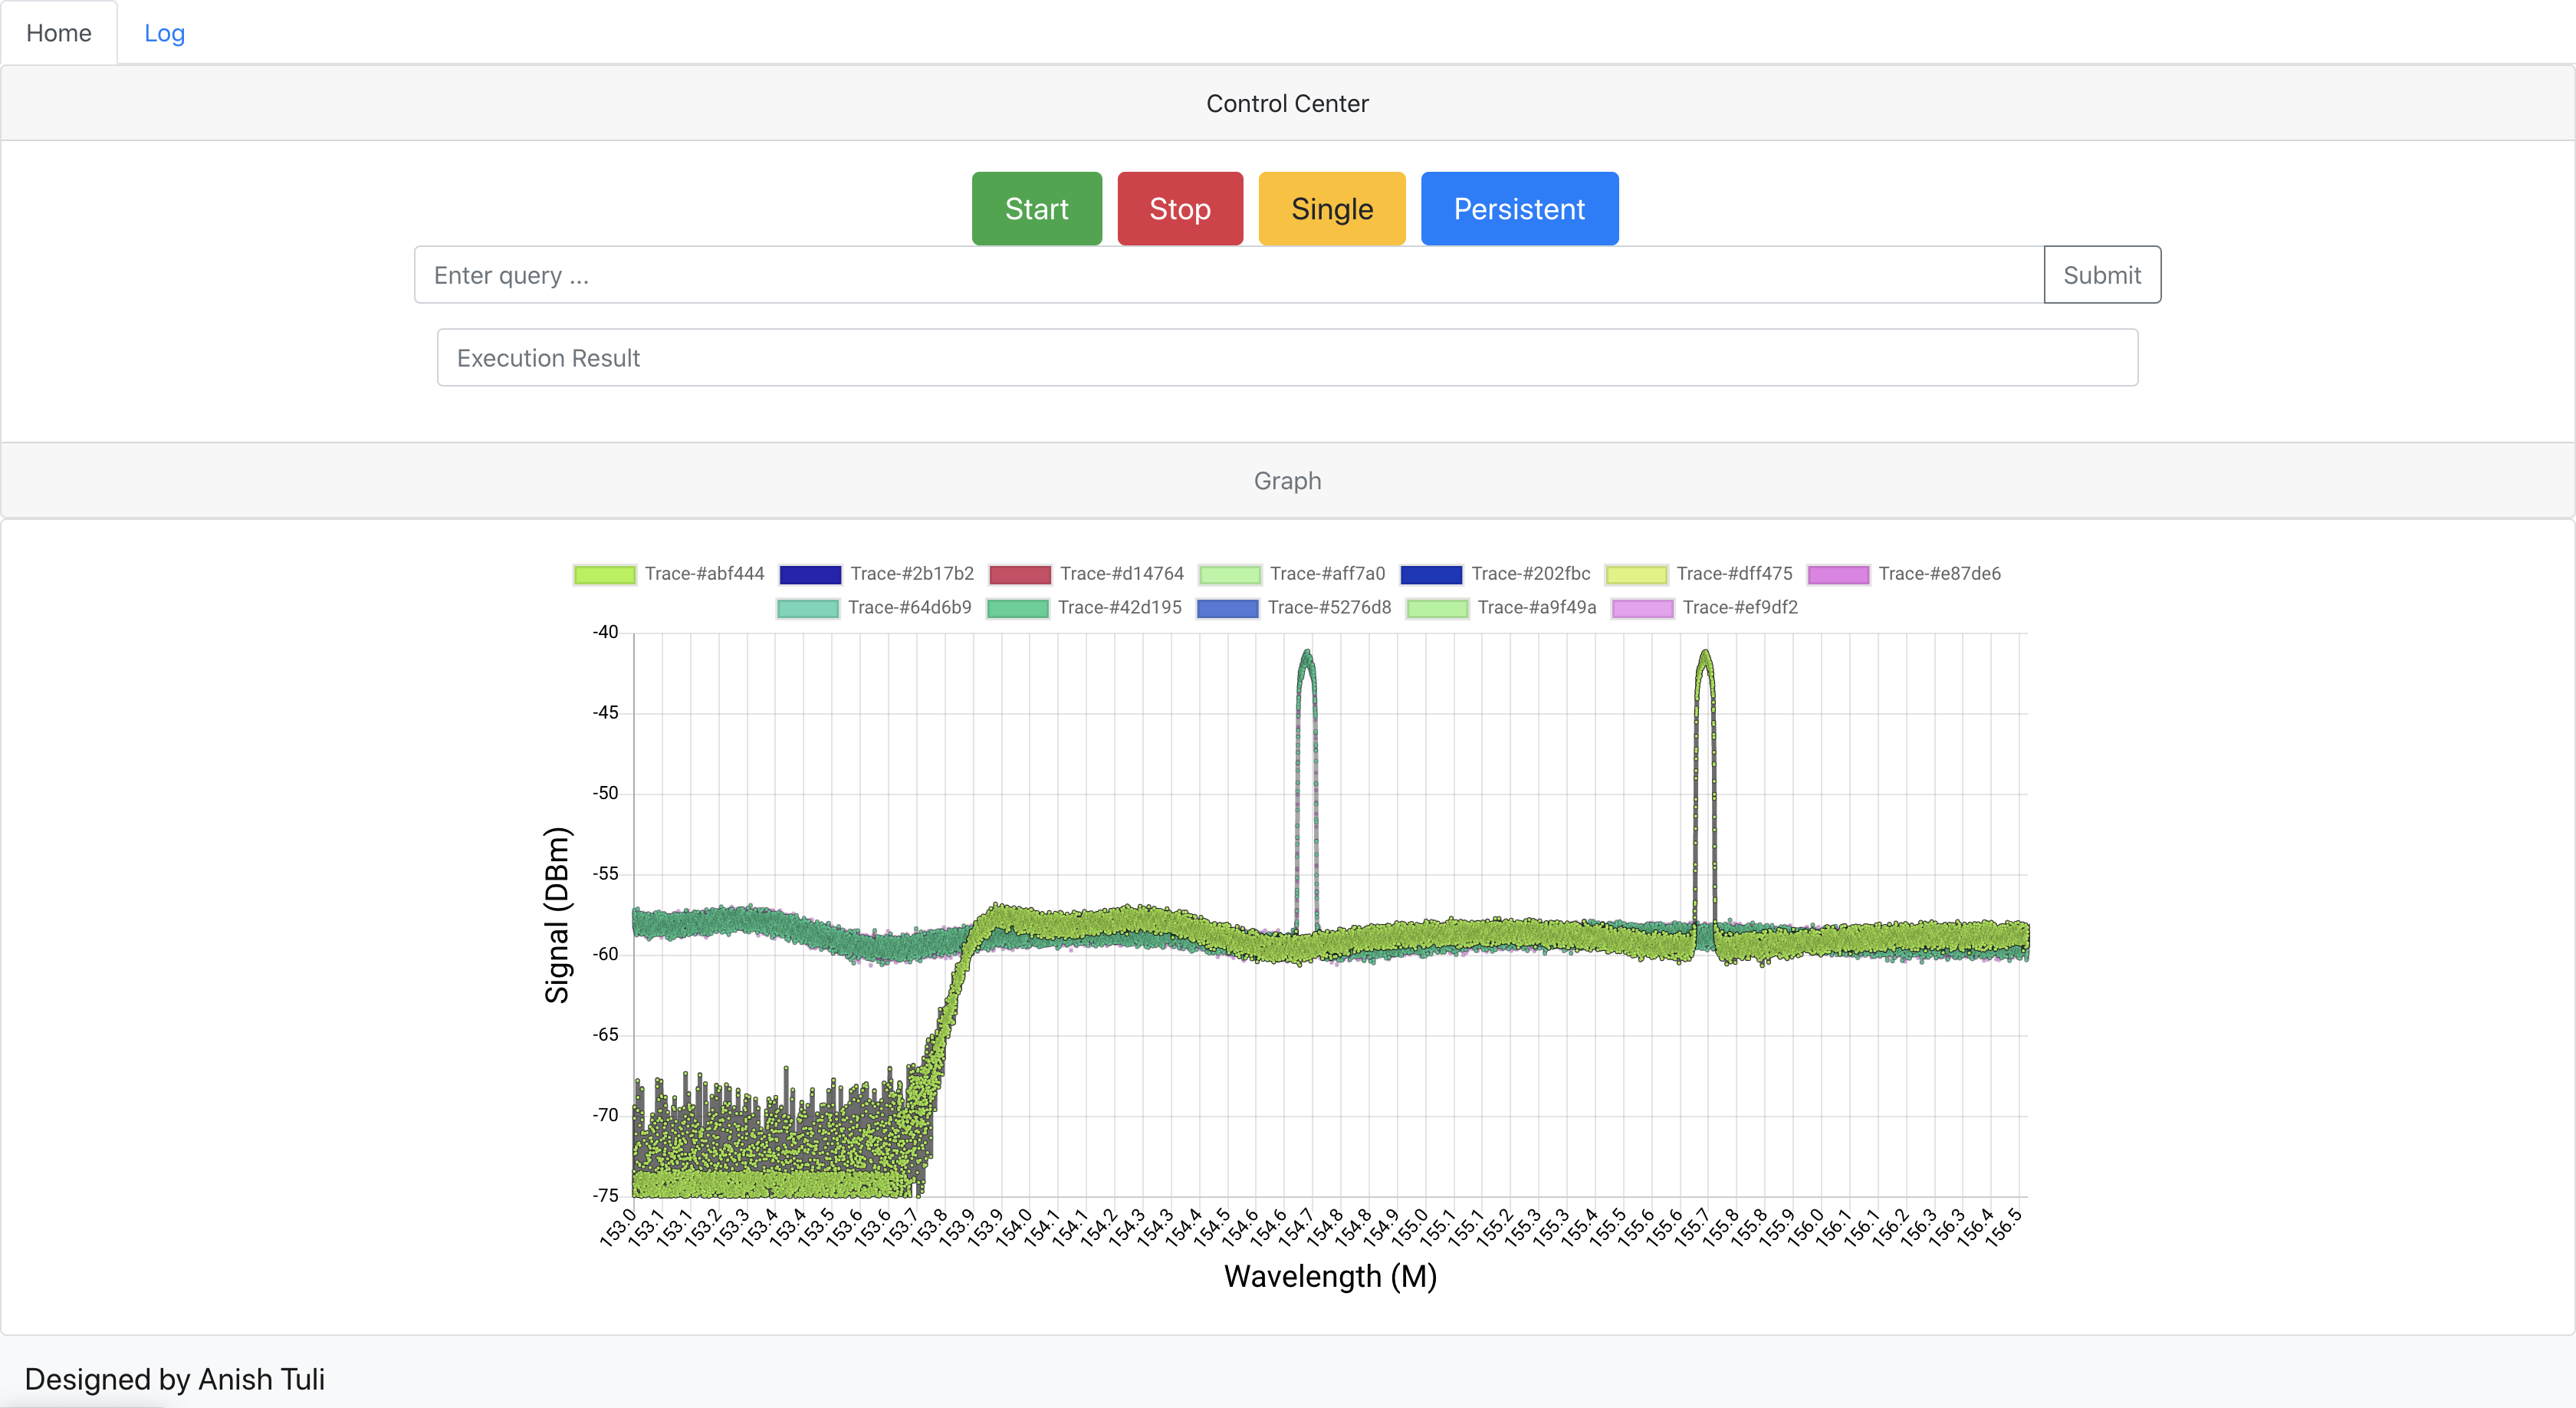 Home Log
Control Center
Start Stop Single Persistent
Enter query ... Submit
Execution Result
Graph
Trace-#abf444 Trace-#2b17b2 Trace-#d14764 Trace-#aff7a0 Trace-#202fbc Trace-#dff475 Trace-#e87de6
Trace-#64d6b9 Trace-#42d195 Trace-#5276d8 Trace-#a9f49a Trace-#ef9df2
Signal (DBm)
-40
-45
-50
-55
-60
-65
-70
-75
153.0 153.1 153.1 153.2 153.3 153.4 153.4 153.5 153.6 153.6 153.7 153.8 153.9 153.9 154.0 154.1 154.1 154.2 154.3 154.3 154.4 154.5 154.6 154.6 154.7 154.8 154.8 154.9 155.0 155.1 155.1 155.2 155.3 155.3 155.4 155.5 155.6 155.6 155.7 155.8 155.8 155.9 156.0 156.1 156.1 156.2 156.3 156.3 156.4 156.5
Wavelength (M)
Designed by Anish Tuli